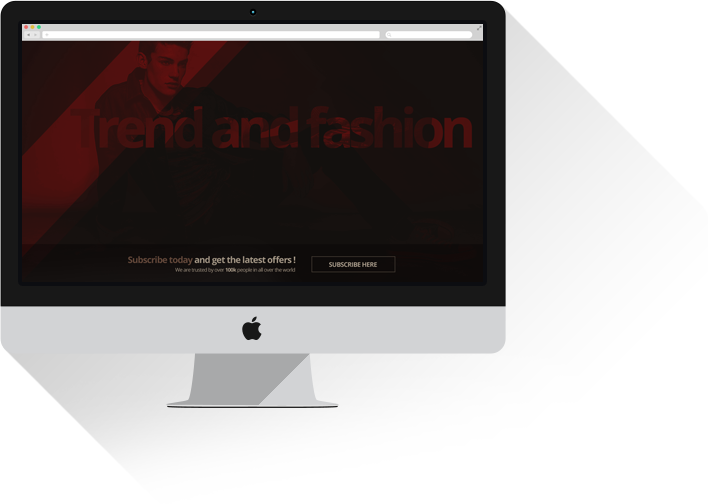 Trend and fashion
Subscribe today and get the latest offers !
We are trusted by over 100k people in all over the world
SUBSCRIBE HERE